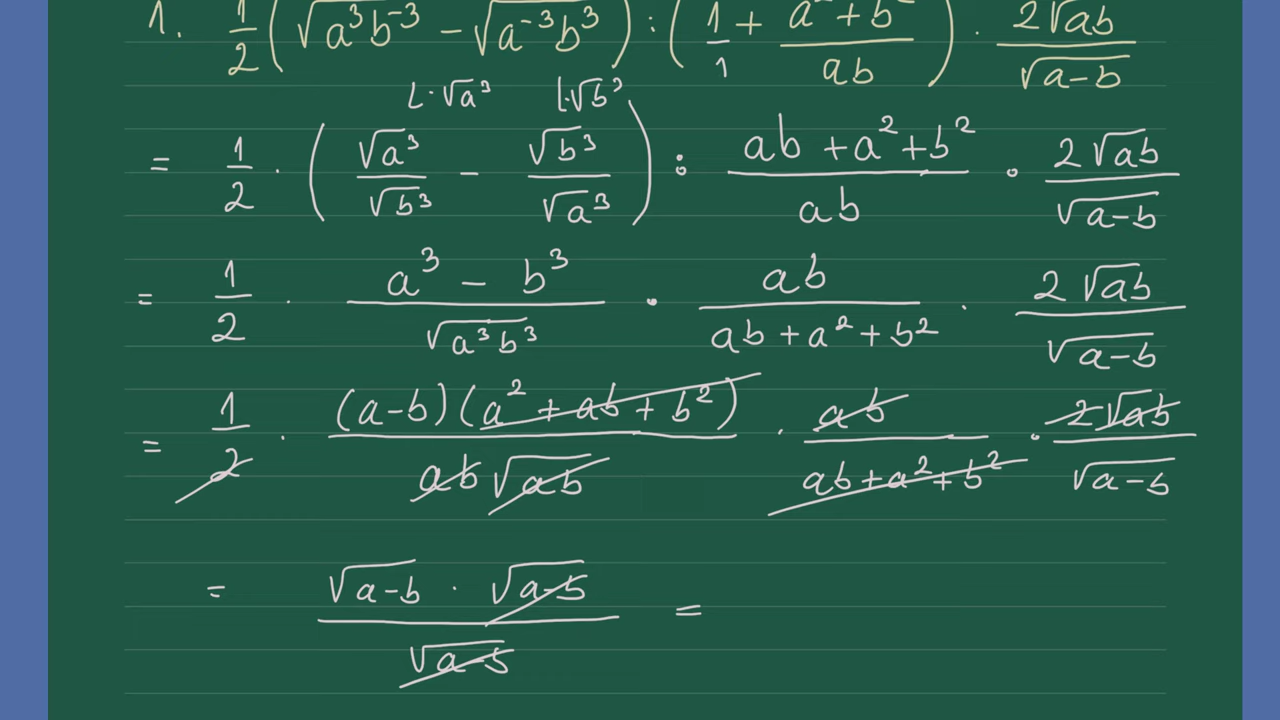 1. 1/2 (√a³b⁻³ − √a⁻³b³) : (1/1 + a² + b²/ab) · 2√ab/√a−b
L·√a³ L·√b³
= 1/2 · (√a³/√b³ − √b³/√a³) : ab + a² + b²/ab · 2√ab/√a−b
= 1/2 · a³ − b³/√a³b³ · ab/ab + a² + b² · 2√ab/√a−b
= 1/2 · (a−b)(a² + ab + b²)/ab√ab · ab/ab + a² + b² · 2√ab/√a−b
= √a−b · √a−b/√a−b =